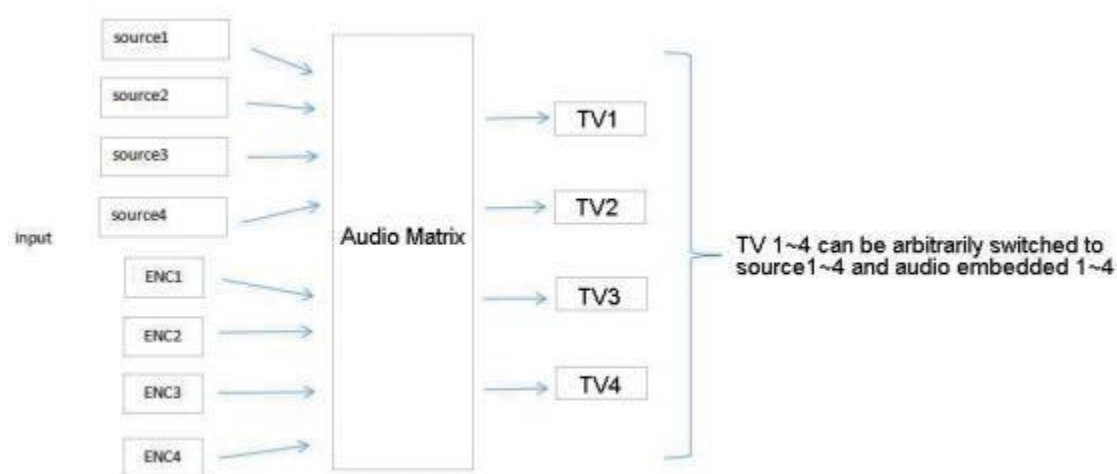 source1
source2
source3
source4
input
ENC1
ENC2
ENC3
ENC4
Audio Matrix
TV1
TV2
TV3
TV4
TV 1~4 can be arbitrarily switched to
source1~4 and audio embedded 1~4